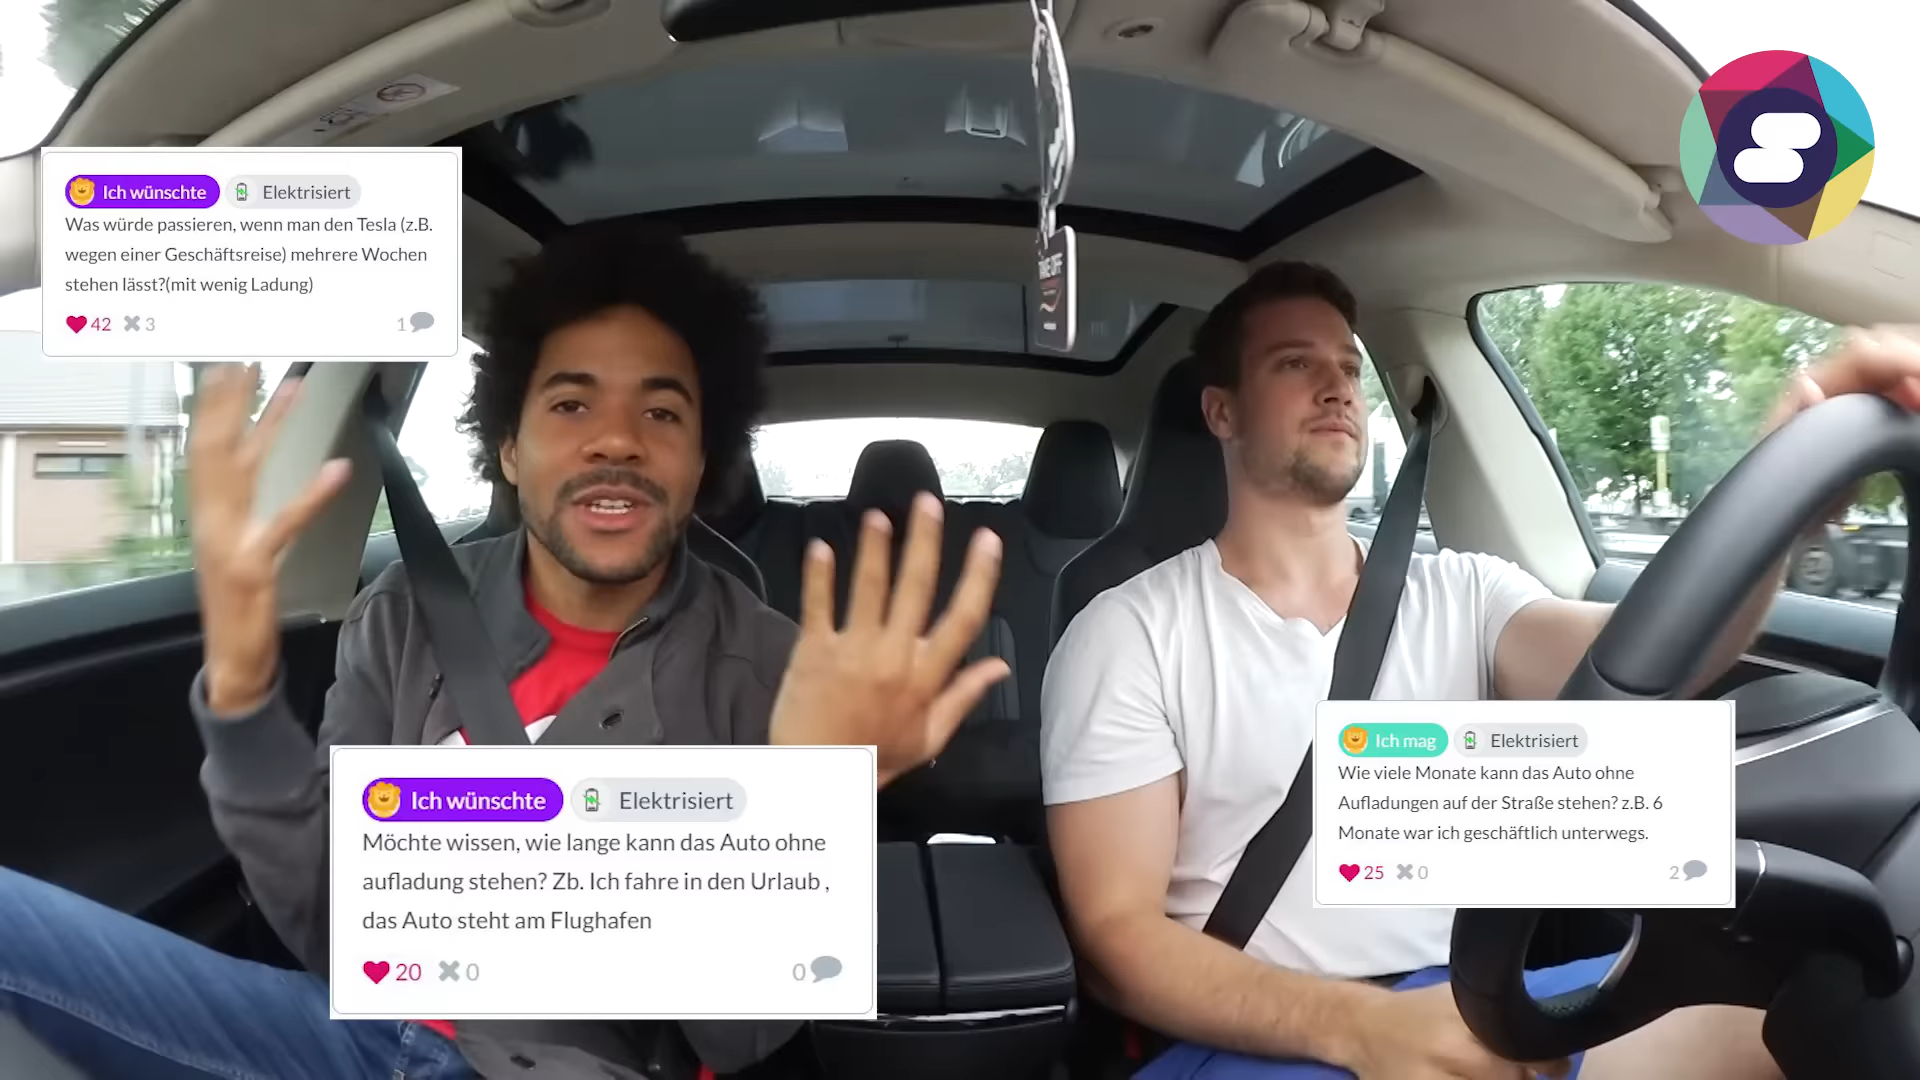 Ich wünschte Elektrisiert
Was würde passieren, wenn man den Tesla (z.B.
wegen einer Geschäftsreise) mehrere Wochen
stehen lässt?(mit wenig Ladung)
42 3 1
TAKE OFF
Ich wünschte Elektrisiert
Möchte wissen, wie lange kann das Auto ohne
aufladung stehen? Zb. Ich fahre in den Urlaub ,
das Auto steht am Flughafen
20 0 0
Ich mag Elektrisiert
Wie viele Monate kann das Auto ohne
Aufladungen auf der Straße stehen? z.B. 6
Monate war ich geschäftlich unterwegs.
25 0 2